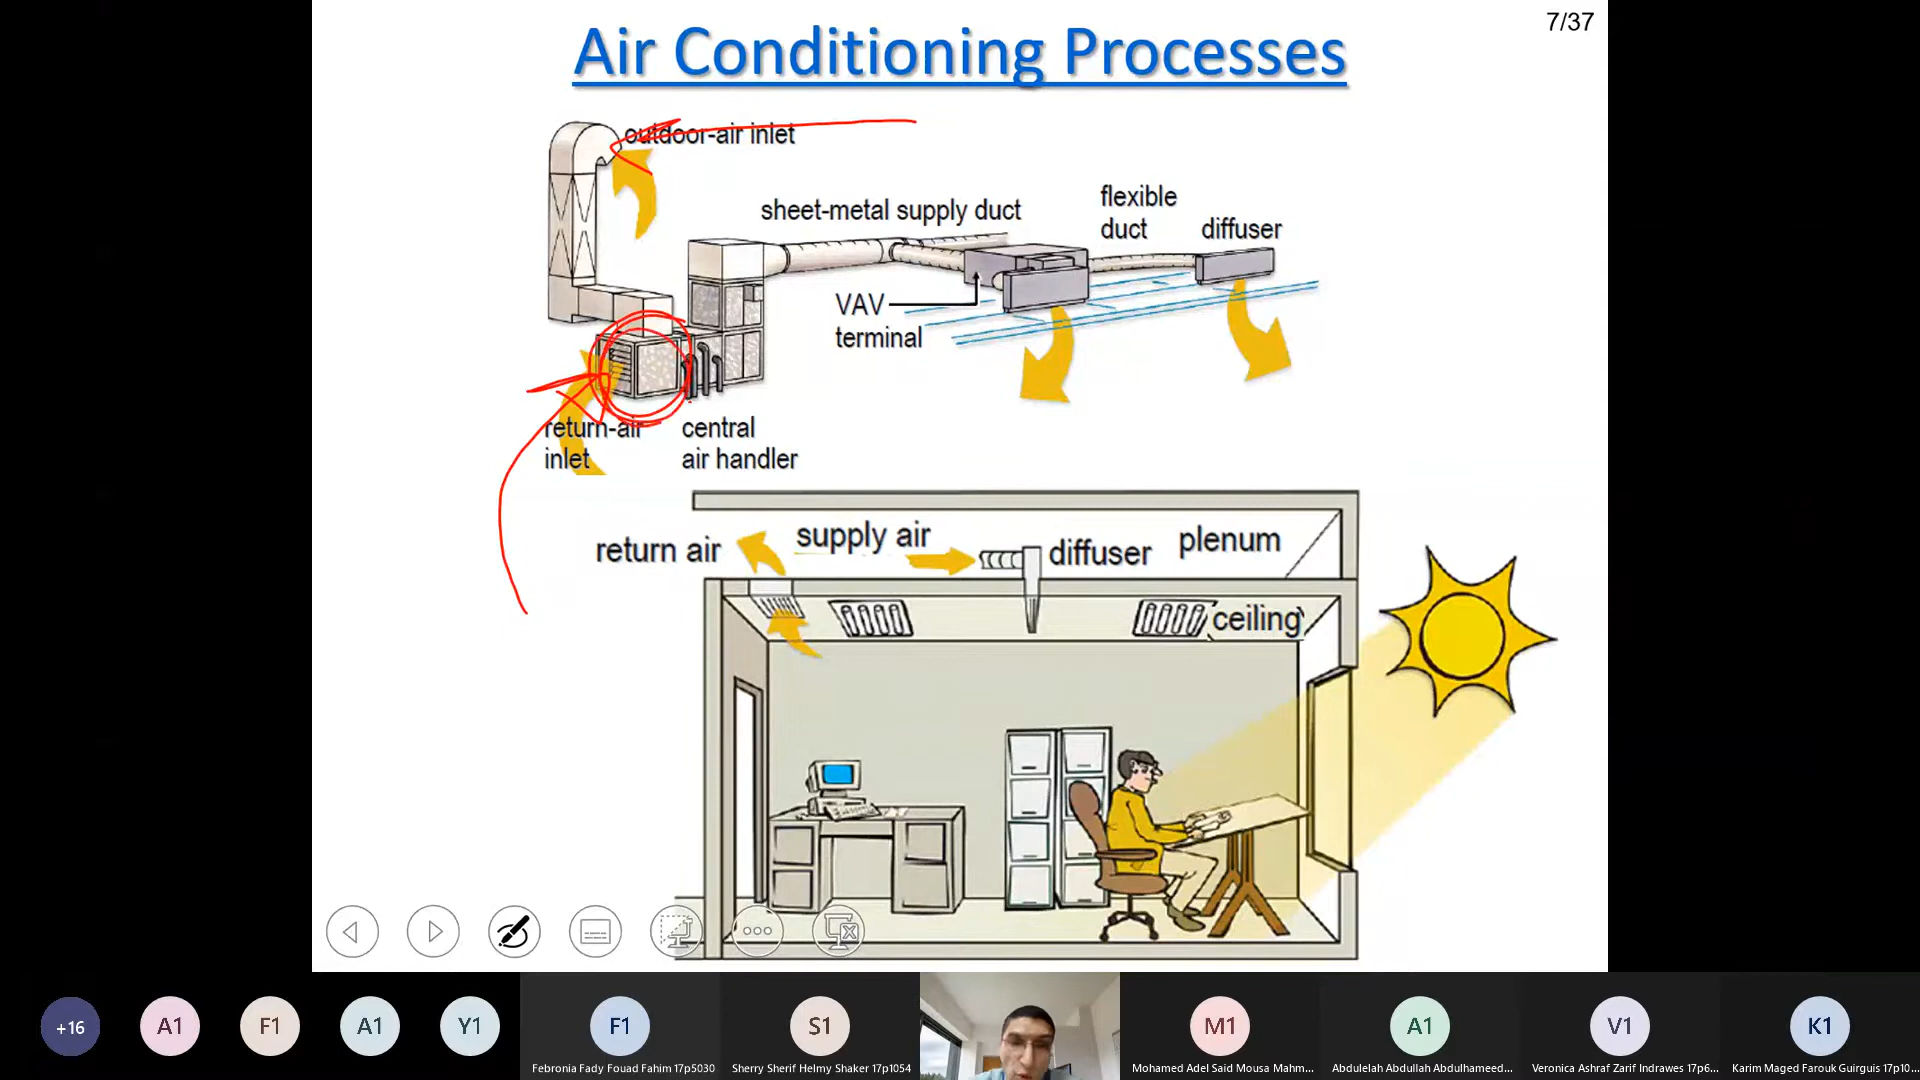 7/37
Air Conditioning Processes
outdoor-air inlet
sheet-metal supply duct
flexible
duct
diffuser
VAV
terminal
return-air
inlet
central
air handler
return air
supply air
diffuser
plenum
ceiling
+16
A1
F1
A1
Y1
F1
Febronia Fady Fouad Fahim 17p5030
S1
Sherry Sherif Helmy Shaker 17p1054
M1
Mohamed Adel Said Mousa Mahm...
A1
Abdulelah Abdullah Abdulhameed...
V1
Veronica Ashraf Zarif Indrawes 17p6...
K1
Karim Maged Farouk Guirguis 17p10...